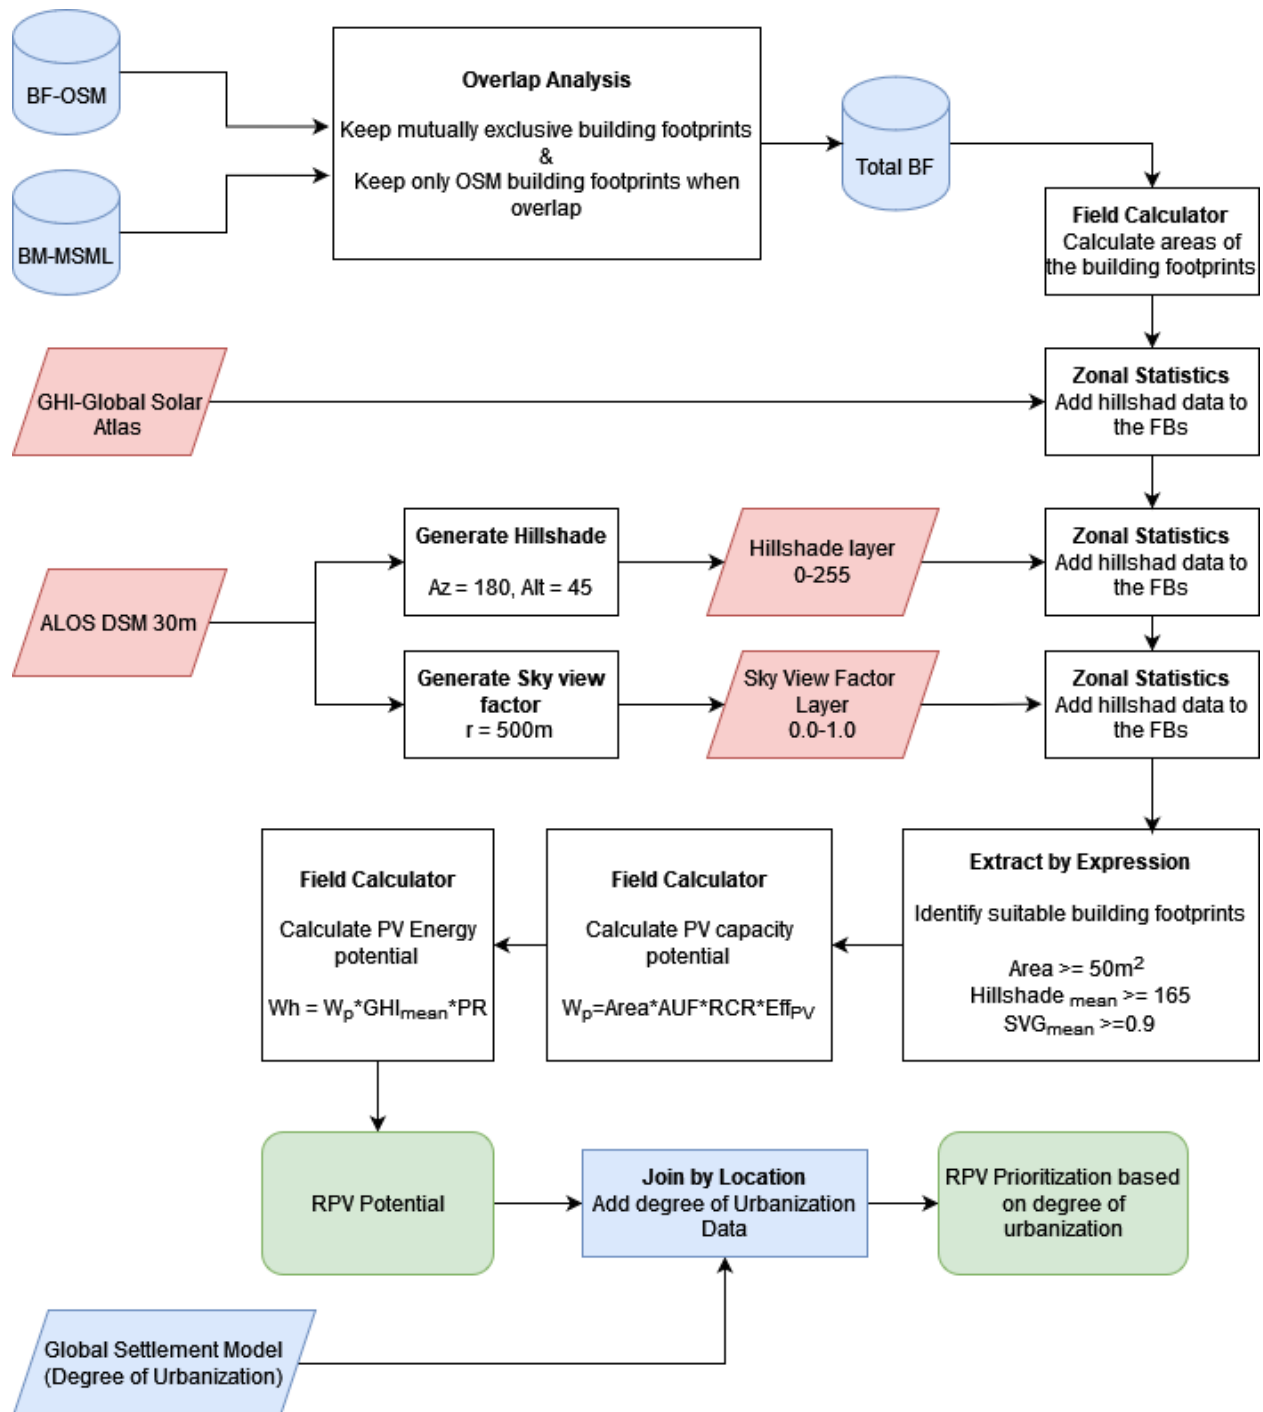 BF-OSM
Overlap Analysis
Keep mutually exclusive building footprints
&
Keep only OSM building footprints when
overlap
BM-MSML
Total BF
Field Calculator
Calculate areas of
the building footprints
GHI-Global Solar
Atlas
Zonal Statistics
Add hillshad data to
the FBs
ALOS DSM 30m
Generate Hillshade
Az = 180, Alt = 45
Hillshade layer
0-255
Zonal Statistics
Add hillshad data to
the FBs
Generate Sky view
factor
r = 500m
Sky View Factor
Layer
0.0-1.0
Zonal Statistics
Add hillshad data to
the FBs
Field Calculator
Calculate PV Energy
potential
Wh = Wp*GHImean*PR
Field Calculator
Calculate PV capacity
potential
Wp=Area*AUF*RCR*EffPV
Extract by Expression
Identify suitable building footprints
Area >= 50m2
Hillshade mean >= 165
SVGmean >=0.9
RPV Potential
Join by Location
Add degree of Urbanization
Data
RPV Prioritization based
on degree of
urbanization
Global Settlement Model
(Degree of Urbanization)